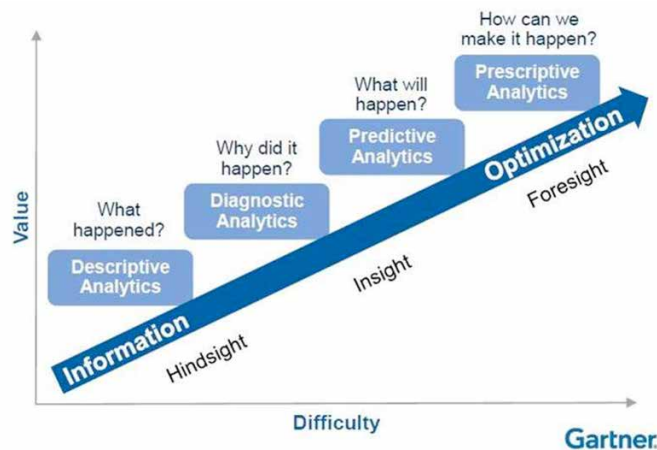 How can we
make it happen?
Prescriptive
Analytics
What will
happen?
Predictive
Analytics
Why did it
happen?
Diagnostic
Analytics
What
happened?
Descriptive
Analytics
Value
Information
Optimization
Hindsight
Insight
Foresight
Difficulty
Gartner